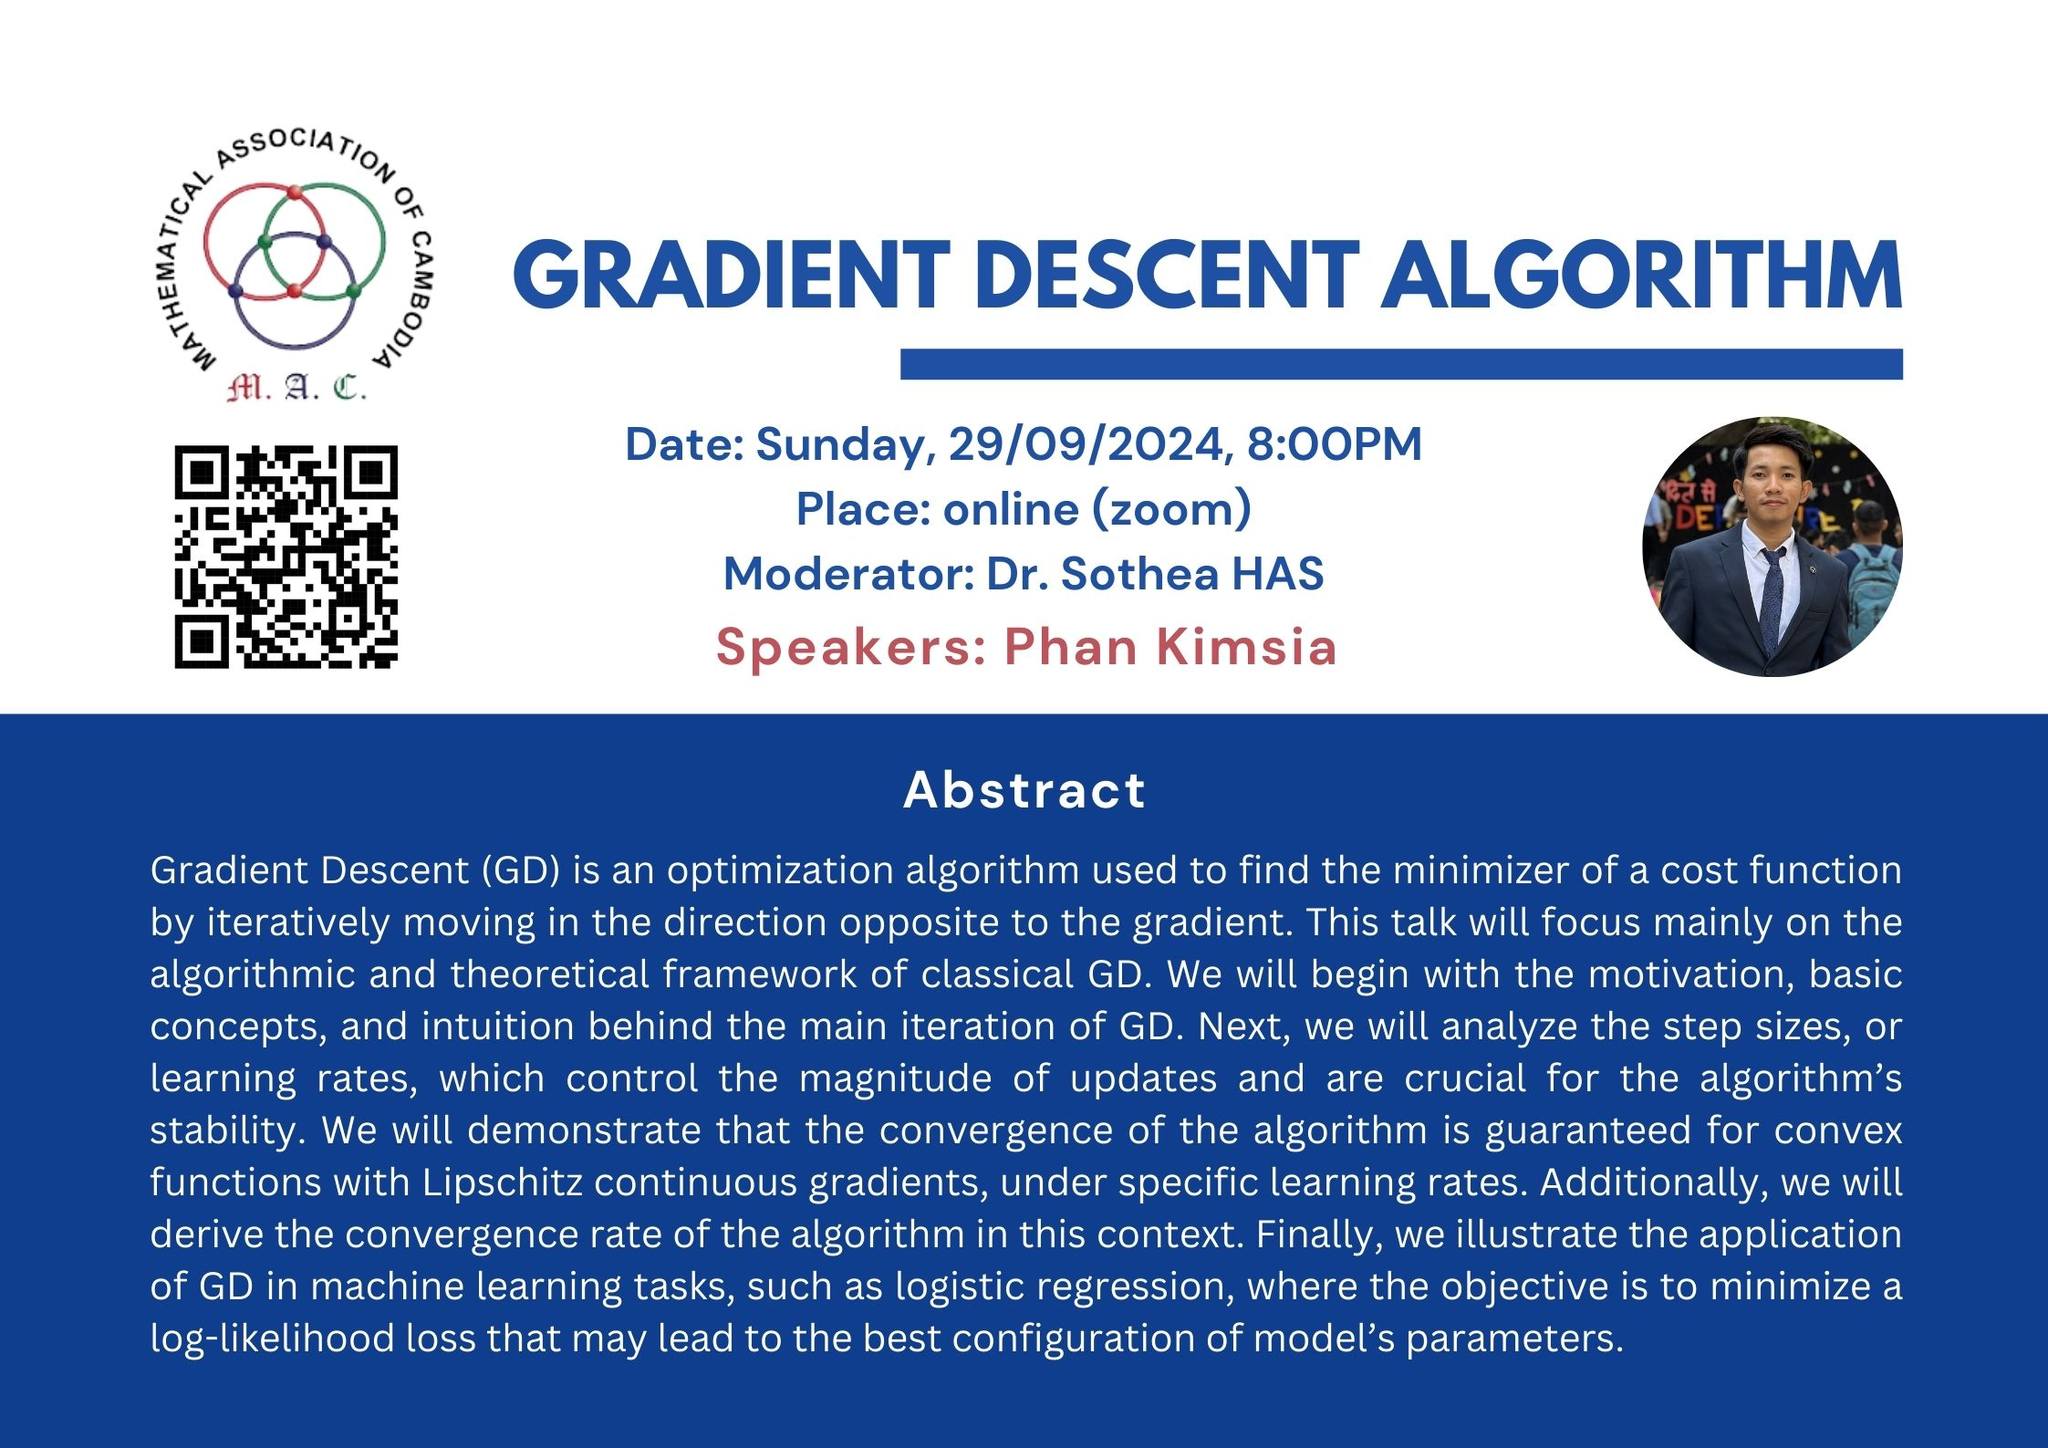 MATHEMATICAL ASSOCIATION OF CAMBODIA
M. A. C.
GRADIENT DESCENT ALGORITHM
Date: Sunday, 29/09/2024, 8:00PM
Place: online (zoom)
Moderator: Dr. Sothea HAS
Speakers: Phan Kimsia
Abstract
Gradient Descent (GD) is an optimization algorithm used to find the minimizer of a cost function
by iteratively moving in the direction opposite to the gradient. This talk will focus mainly on the
algorithmic and theoretical framework of classical GD. We will begin with the motivation, basic
concepts, and intuition behind the main iteration of GD. Next, we will analyze the step sizes, or
learning rates, which control the magnitude of updates and are crucial for the algorithm’s
stability. We will demonstrate that the convergence of the algorithm is guaranteed for convex
functions with Lipschitz continuous gradients, under specific learning rates. Additionally, we will
derive the convergence rate of the algorithm in this context. Finally, we illustrate the application
of GD in machine learning tasks, such as logistic regression, where the objective is to minimize a
log-likelihood loss that may lead to the best configuration of model’s parameters.